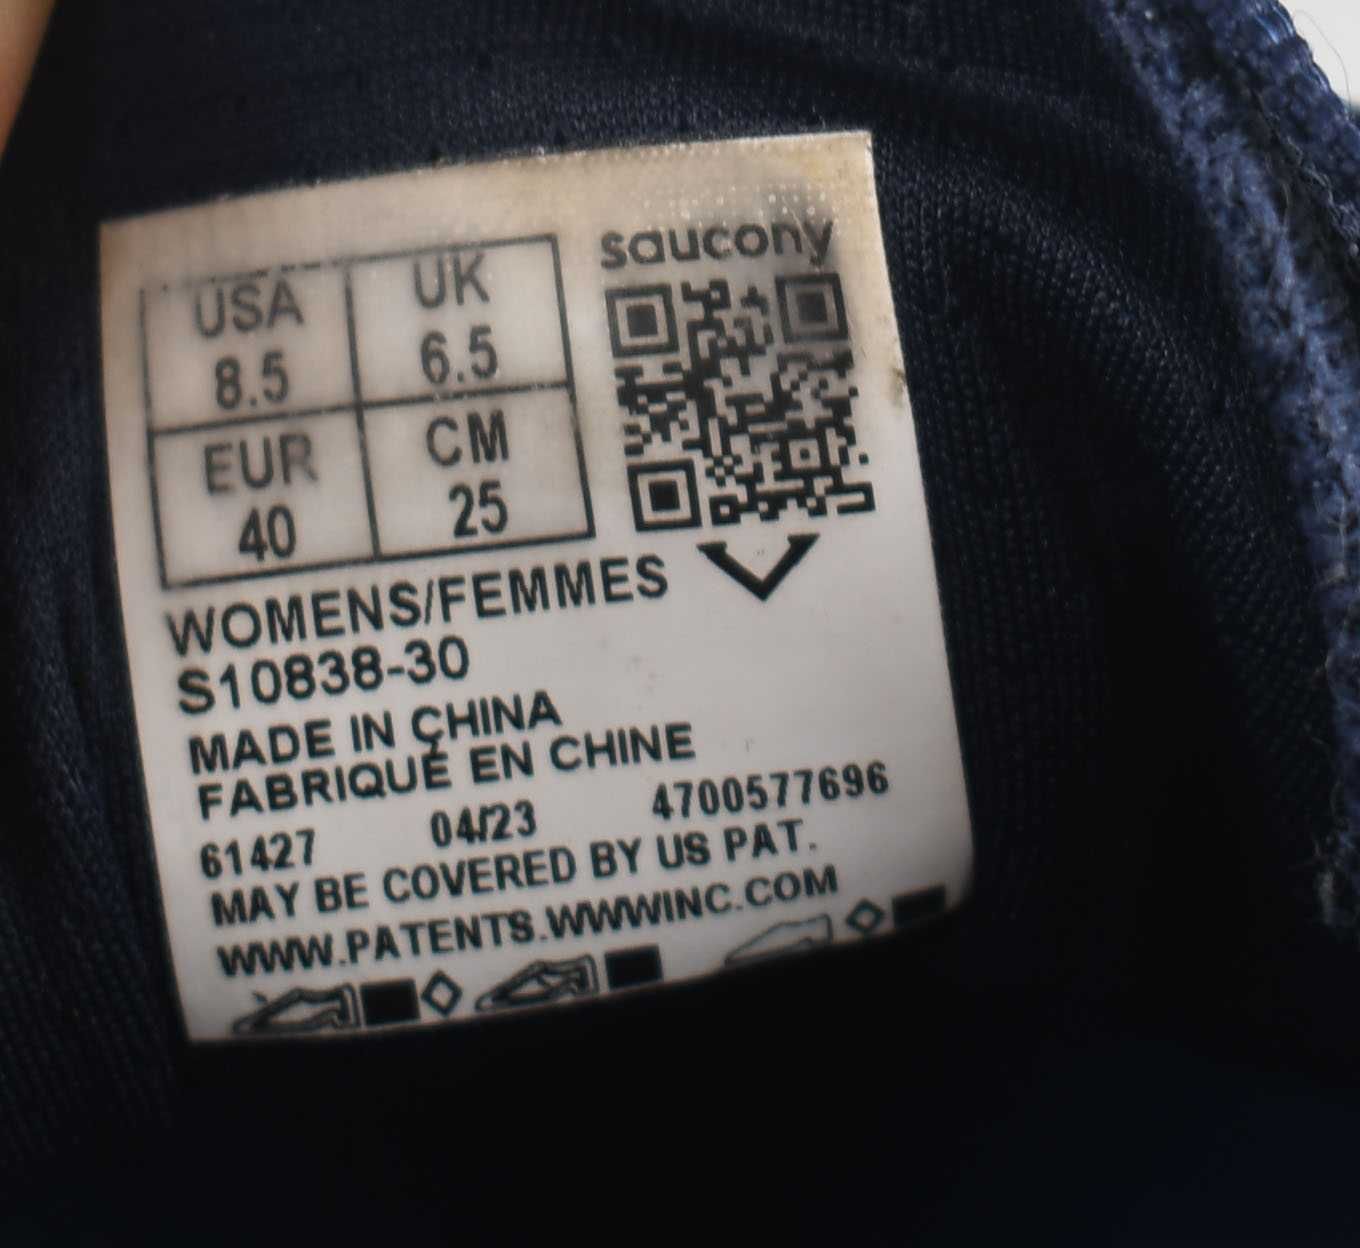 saucony
USA UK
8.5 6.5
EUR CM
40 25
WOMENS/FEMMES
S10838-30
MADE IN CHINA
FABRIQUÉ EN CHINE
61427 04/23 4700577696
MAY BE COVERED BY US PAT.
WWW.PATENTS.WWWINC.COM